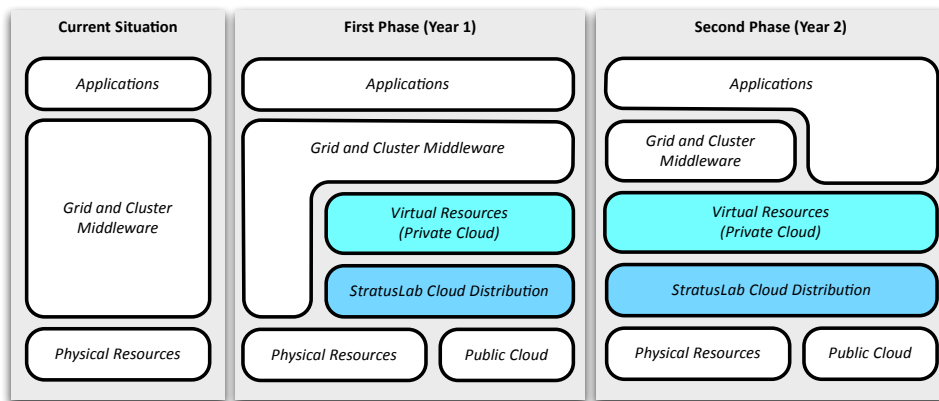 Current Situation
Applications
Grid and Cluster
Middleware
Physical Resources
First Phase (Year 1)
Applications
Grid and Cluster Middleware
Virtual Resources
(Private Cloud)
StratusLab Cloud Distribution
Physical Resources
Public Cloud
Second Phase (Year 2)
Applications
Grid and Cluster
Middleware
Virtual Resources
(Private Cloud)
StratusLab Cloud Distribution
Physical Resources
Public Cloud